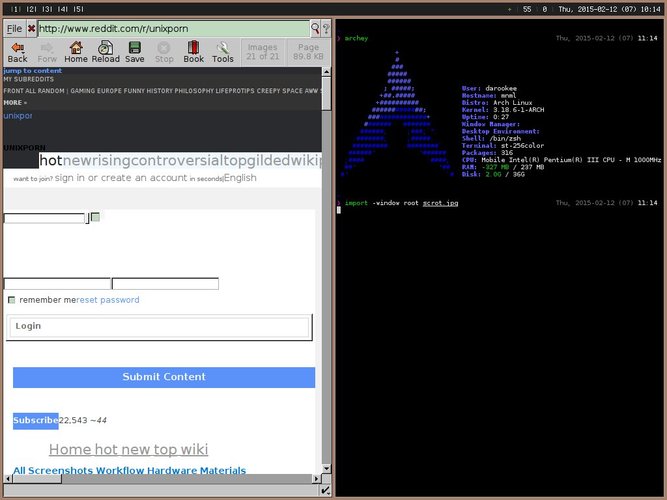 |1| |2| |3| |4| |5|
+ | 55 | 0 | Thu, 2015-02-12 (07) 10:14
File http://www.reddit.com/r/unixporn ?
Back Forw Home Reload Save Stop Book Tools
Images 21 of 21
Page 89.8 KB
jump to content
MY SUBREDDITS
FRONT ALL RANDOM | GAMING EUROPE FUNNY HISTORY PHILOSOPHY LIFEPROTIPS CREEPY SPACE AWW
MORE »
unixpor
UNIXPORN
hotnewrisingcontroversialtopgildedwiki
want to join? sign in or create an account in seconds|English
remember mereset password
Login
Submit Content
Subscribe22,543 ~44
Home hot new top wiki
All Screenshots Workflow Hardware Materials
archey
Thu, 2015-02-12 (07) 11:14
User: darookee
Hostname: mnml
Distro: Arch Linux
Kernel: 3.18.6-1-ARCH
Uptime: 0:27
Window Manager:
Desktop Environment:
Shell: /bin/zsh
Terminal: st-256color
Packages: 316
CPU: Mobile Intel(R) Pentium(R) III CPU - M 1000MHz
RAM: -327 MB / 237 MB
Disk: 2.0G / 36G
import -window root scrot.jpg
Thu, 2015-02-12 (07) 11:14